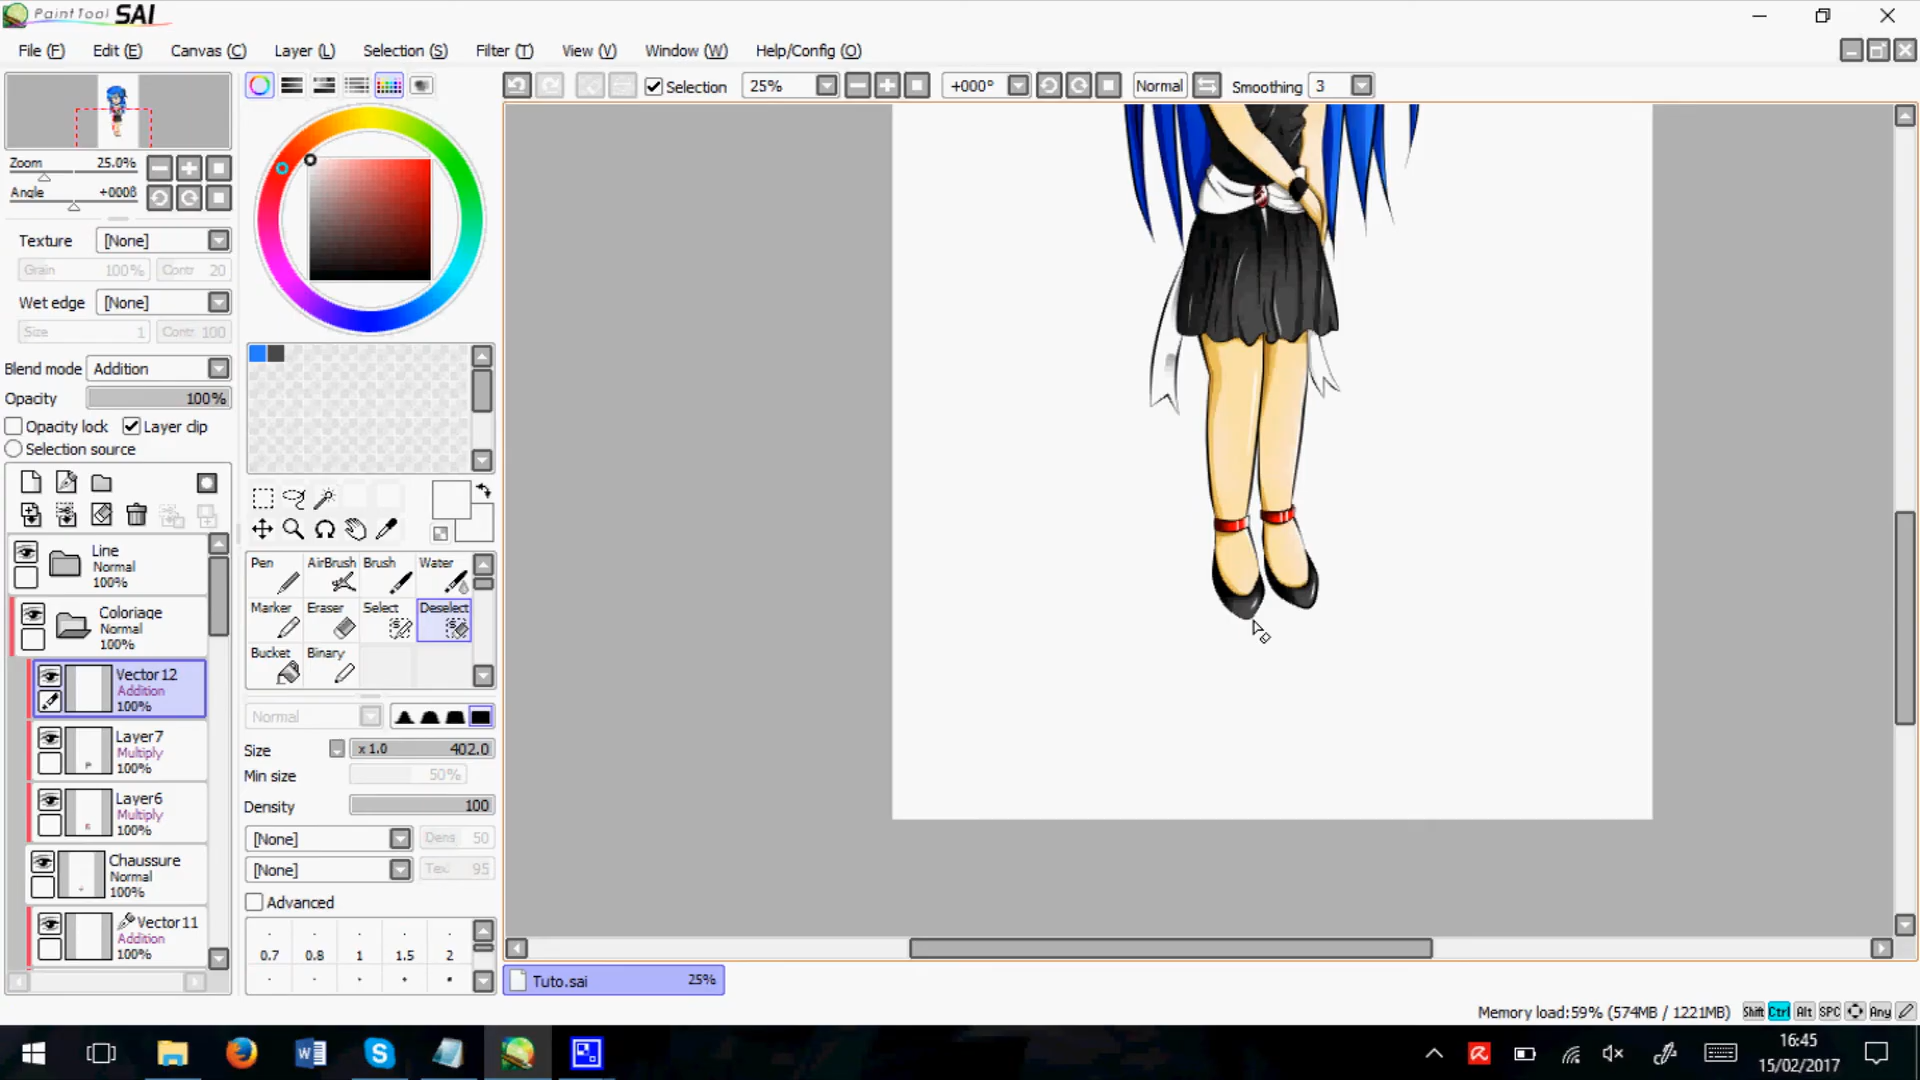 PaintTool SAI
File (F) Edit (E) Canvas (C) Layer (L) Selection (S) Filter (T) View (V) Window (W) Help/Config (O)
Selection 25% +000° Normal Smoothing 3
Zoom 25.0%
Angle +000ß
Texture [None]
Grain 100% Contr 20
Wet edge [None]
Size 1 Contr 100
Blend mode Addition
Opacity 100%
Opacity lock Layer clip
Selection source
Line
Normal
100%
Coloriage
Normal
100%
Vector12
Addition
100%
Layer7
Multiply
100%
Layer6
Multiply
100%
Chaussure
Normal
100%
Vector11
Addition
100%
Pen AirBrush Brush Water
Marker Eraser Select Deselect
Bucket Binary
Normal
Size x 1.0 402.0
Min size 50%
Density 100
[None] Dens 50
[None] Tex 95
Advanced
0.7 0.8 1 1.5 2
Tuto.sai 25%
Memory load:59% (574MB / 1221MB) Shift Ctrl Alt SPC Any
16:45
15/02/2017